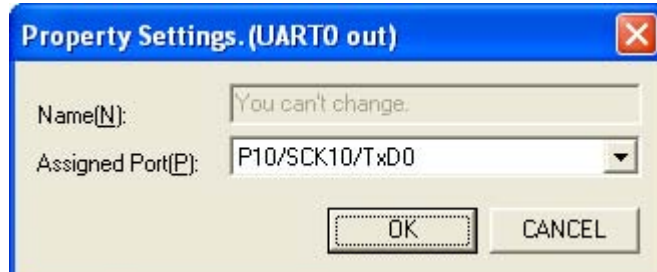 Property Settings.(UART0 out)
Name(N): You can't change.
Assigned Port(P): P10/SCK10/TxD0
OK CANCEL